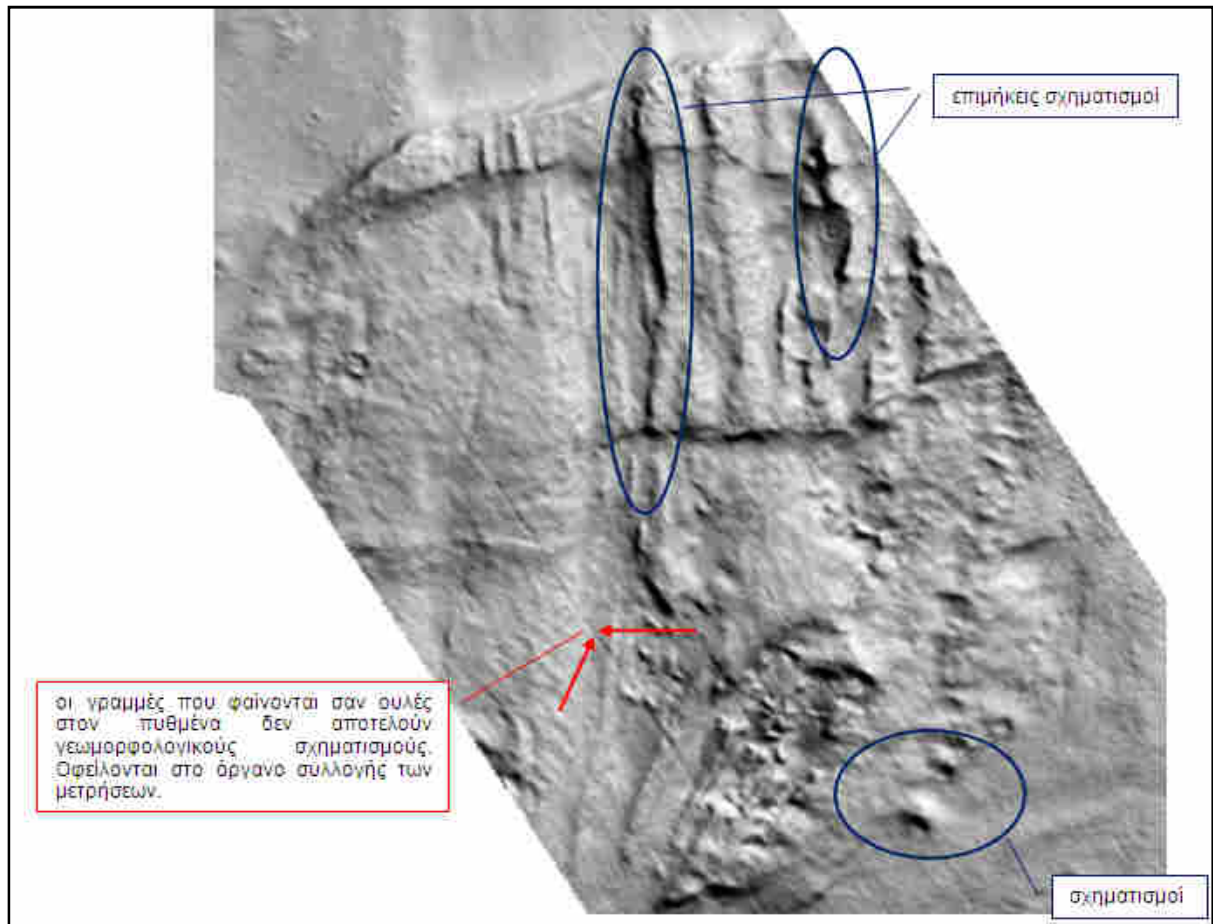 επιμήκεις σχηματισμοί
οι γραμμές που φαίνονται σαν ουλές
στον πυθμένα δεν αποτελούν
γεωμορφολογικούς σχηματισμούς.
Οφείλονται στο όργανο συλλογής των
μετρήσεων.
σχηματισμοί